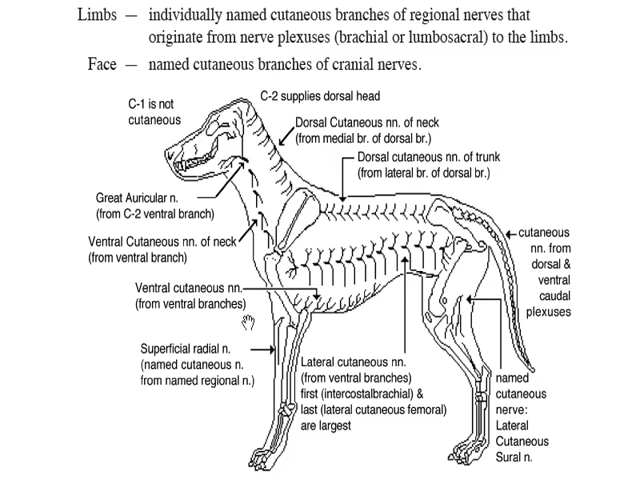 Limbs — individually named cutaneous branches of regional nerves that
originate from nerve plexuses (brachial or lumbosacral) to the limbs.
Face — named cutaneous branches of cranial nerves.
C-1 is not
cutaneous
C-2 supplies dorsal head
Dorsal Cutaneous nn. of neck
(from medial br. of dorsal br.)
Dorsal cutaneous nn. of trunk
(from lateral br. of dorsal br.)
Great Auricular n.
(from C-2 ventral branch)
Ventral Cutaneous nn. of neck
(from ventral branch)
cutaneous
nn. from
dorsal &
ventral
caudal
plexuses
Ventral cutaneous nn.
(from ventral branches)
Superficial radial n.
(named cutaneous n.
from named regional n.)
Lateral cutaneous nn.
(from ventral branches)
first (intercostalbrachial) &
last (lateral cutaneous femoral)
are largest
named
cutaneous
nerve:
Lateral
Cutaneous
Sural n.